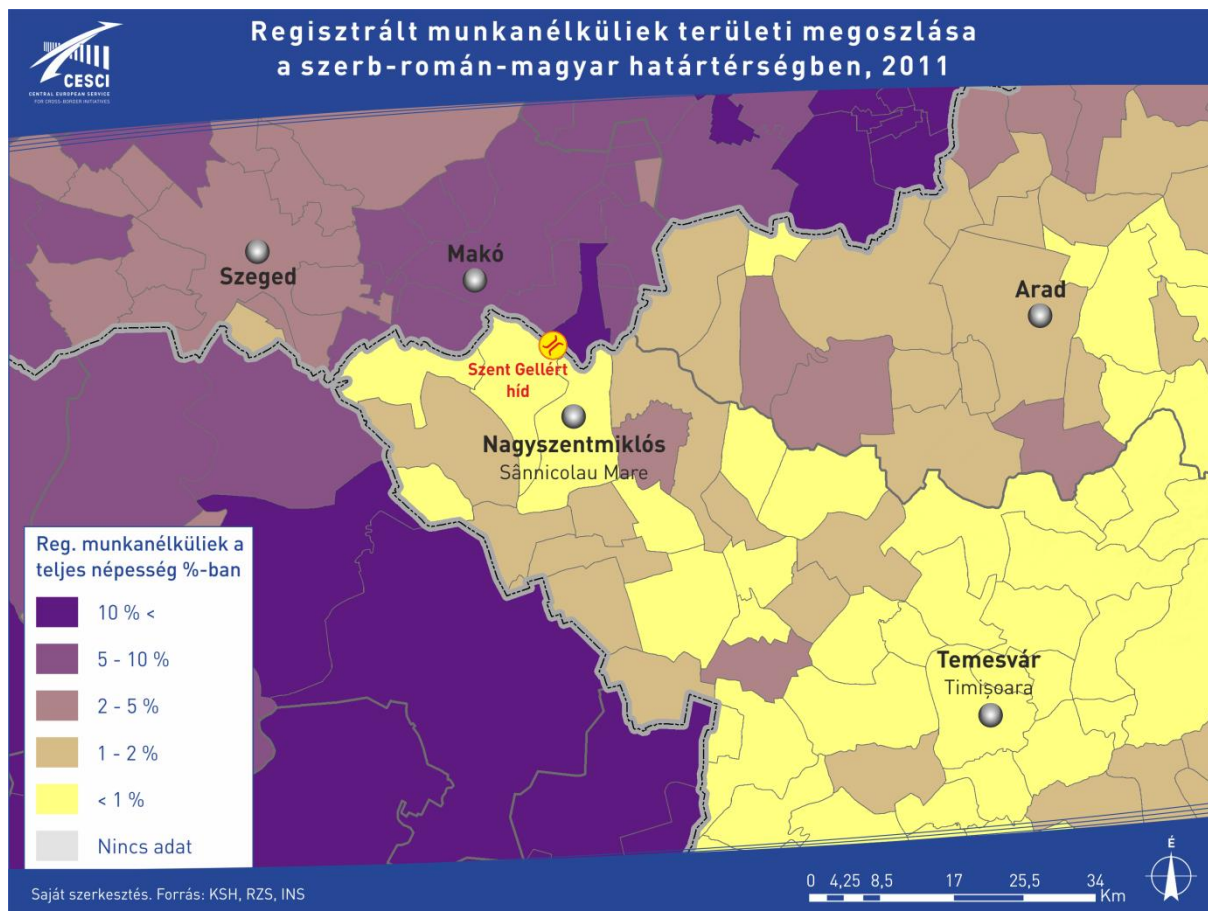 Regisztrált munkanélküliek területi megoszlása
a szerb-román-magyar határtérségben, 2011
CESCI
CENTRAL EUROPEAN SERVICE
FOR CROSS-BORDER INITIATIVES
Szeged
Makó
Arad
Szent Gellért
híd
Nagyszentmiklós
Sânnicolau Mare
Temesvár
Timișoara
Reg. munkanélküliek a
teljes népesség %-ban
10 % <
5 - 10 %
2 - 5 %
1 - 2 %
< 1 %
Nincs adat
Saját szerkesztés. Forrás: KSH, RZS, INS
0 4,25 8,5 17 25,5 34
Km
É